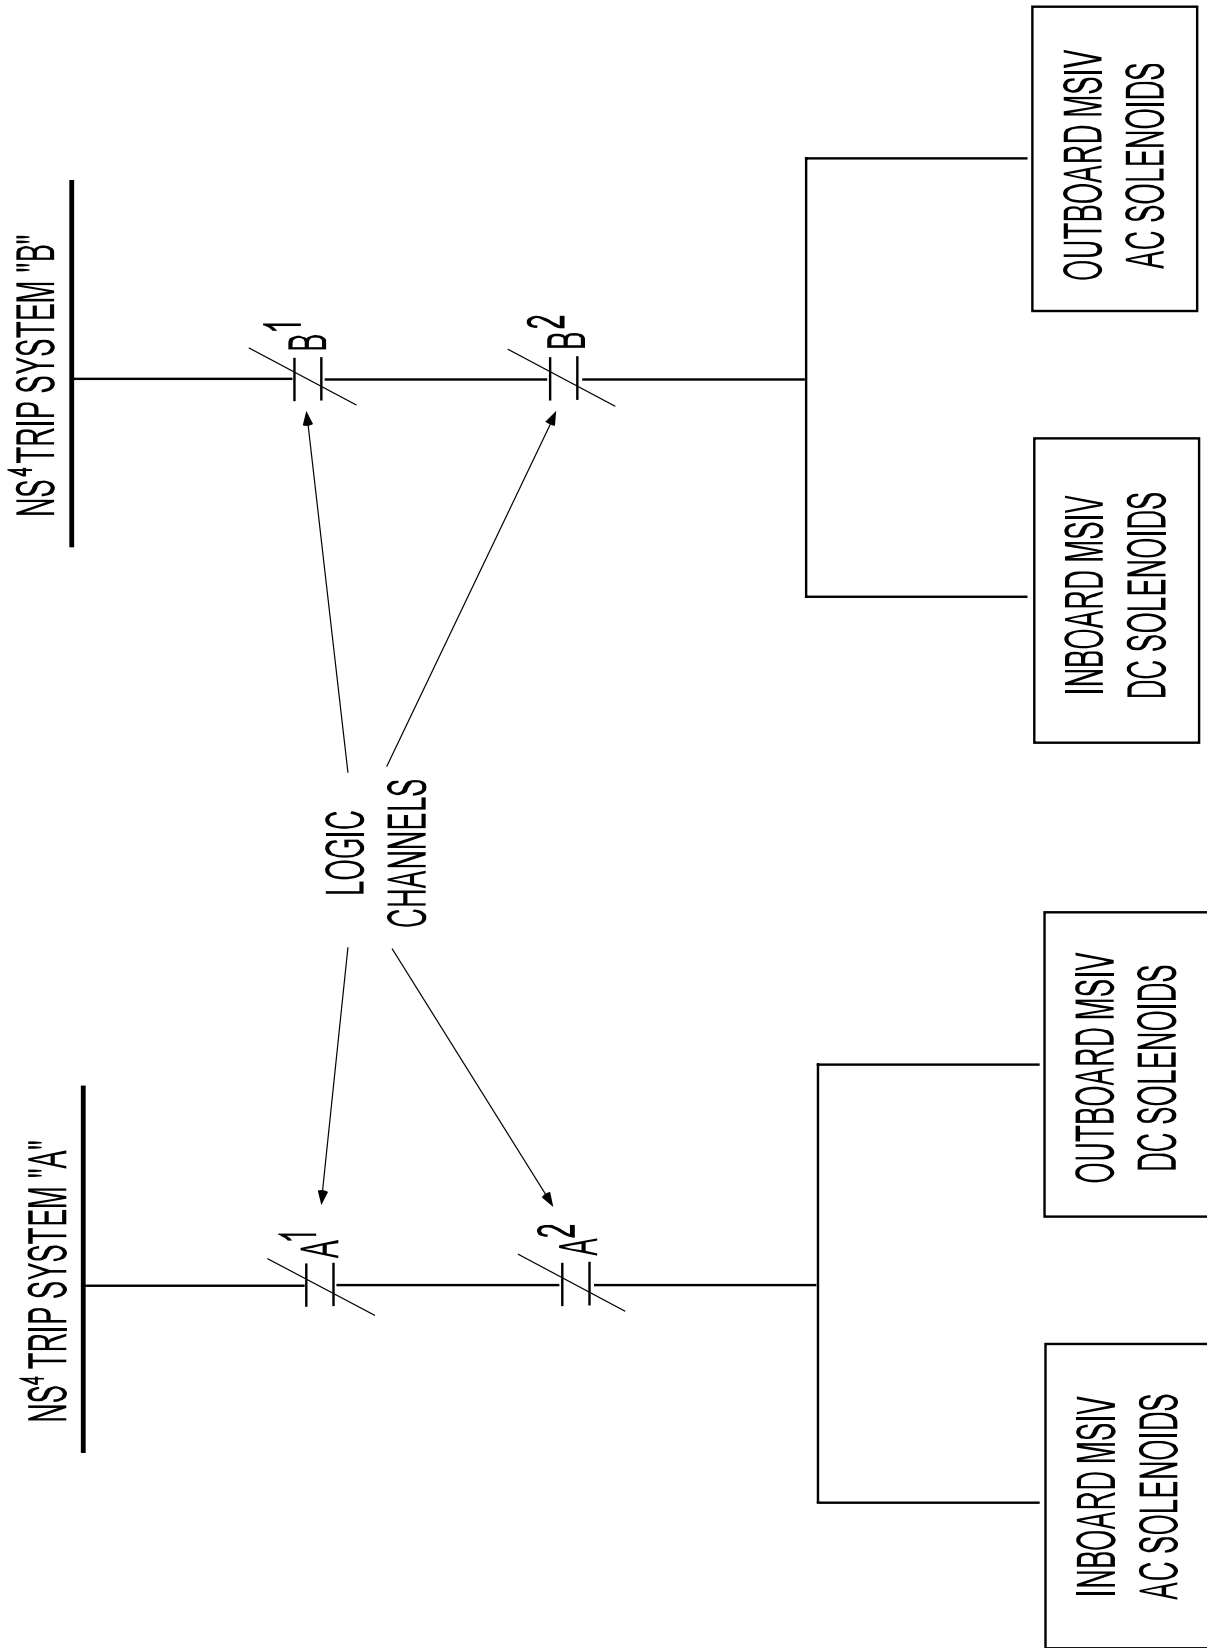 NS⁴ TRIP SYSTEM "A"
NS⁴ TRIP SYSTEM "B"
A1
B1
LOGIC
CHANNELS
A2
B2
INBOARD MSIV
AC SOLENOIDS
OUTBOARD MSIV
DC SOLENOIDS
INBOARD MSIV
DC SOLENOIDS
OUTBOARD MSIV
AC SOLENOIDS